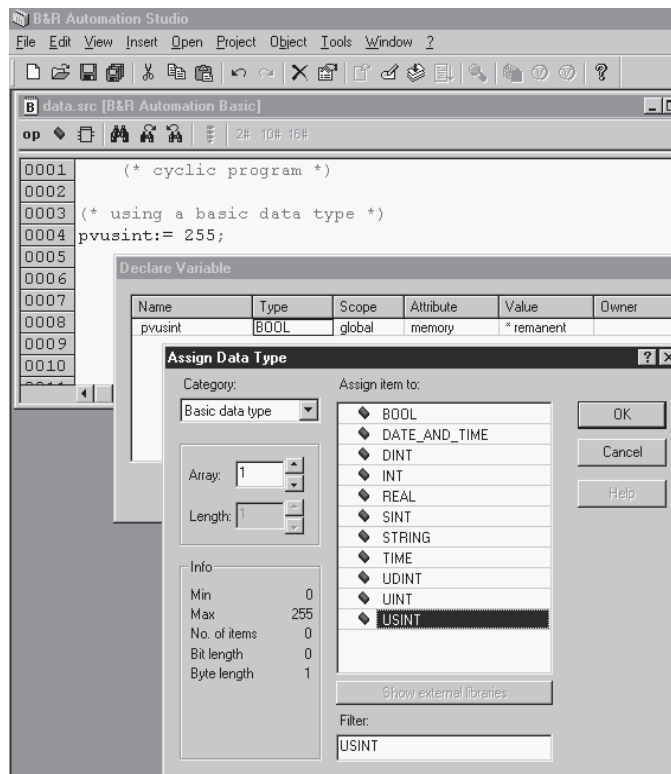 B&R Automation Studio
File Edit View Insert Open Project Object Tools Window ?
data.src [B&R Automation Basic]
op 2# 10# 16#
0001 (* cyclic program *)
0002
0003 (* using a basic data type *)
0004 pvusint:= 255;
0005
0006
0007
0008
0009
0010
Declare Variable
Name Type Scope Attribute Value Owner
pvusint BOOL global memory * remanent
Assign Data Type
Category:
Basic data type
Array: 1
Length: 1
Info
Min 0
Max 255
No. of items 0
Bit length 0
Byte length 1
Assign item to:
BOOL
DATE_AND_TIME
DINT
INT
REAL
SINT
STRING
TIME
UDINT
UINT
USINT
Show external libraries
Filter:
USINT
OK
Cancel
Help